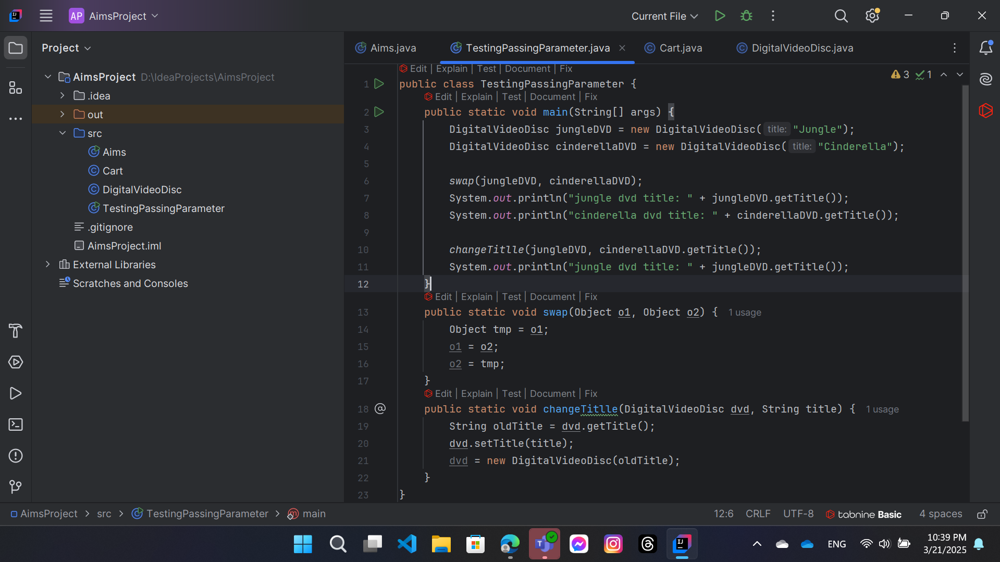 AP AimsProject
Current File
Project
AimsProject D:\IdeaProjects\AimsProject
.idea
out
src
Aims
Cart
DigitalVideoDisc
TestingPassingParameter
.gitignore
AimsProject.iml
External Libraries
Scratches and Consoles
Aims.java TestingPassingParameter.java Cart.java DigitalVideoDisc.java
3 1
Edit | Explain | Test | Document | Fix
1 public class TestingPassingParameter {
Edit | Explain | Test | Document | Fix
2 public static void main(String[] args) {
3 DigitalVideoDisc jungleDVD = new DigitalVideoDisc( title: "Jungle");
4 DigitalVideoDisc cinderellaDVD = new DigitalVideoDisc( title: "Cinderella");
5
6 swap(jungleDVD, cinderellaDVD);
7 System.out.println("jungle dvd title: " + jungleDVD.getTitle());
8 System.out.println("cinderella dvd title: " + cinderellaDVD.getTitle());
9
10 changeTitlle(jungleDVD, cinderellaDVD.getTitle());
11 System.out.println("jungle dvd title: " + jungleDVD.getTitle());
12 }
Edit | Explain | Test | Document | Fix
13 public static void swap(Object o1, Object o2) { 1 usage
14 Object tmp = o1;
15 o1 = o2;
16 o2 = tmp;
17 }
Edit | Explain | Test | Document | Fix
18 @ public static void changeTitlle(DigitalVideoDisc dvd, String title) { 1 usage
19 String oldTitle = dvd.getTitle();
20 dvd.setTitle(title);
21 dvd = new DigitalVideoDisc(oldTitle);
22 }
23 }
AimsProject > src > TestingPassingParameter > main
12:6 CRLF UTF-8 tabnine Basic 4 spaces
ENG
10:39 PM
3/21/2025